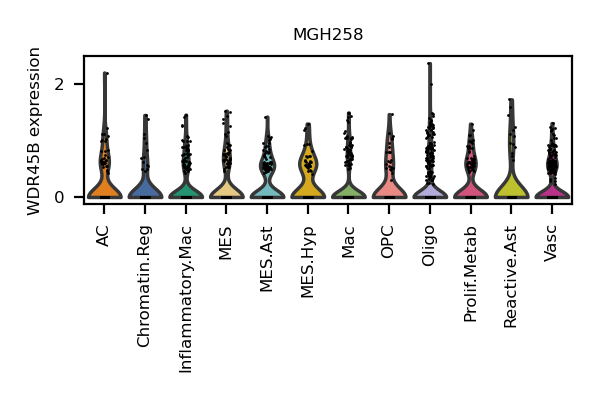 MGH258
WDR45B expression
2
0
AC
Chromatin.Reg
Inflammatory.Mac
MES
MES.Ast
MES.Hyp
Mac
OPC
Oligo
Prolif.Metab
Reactive.Ast
Vasc